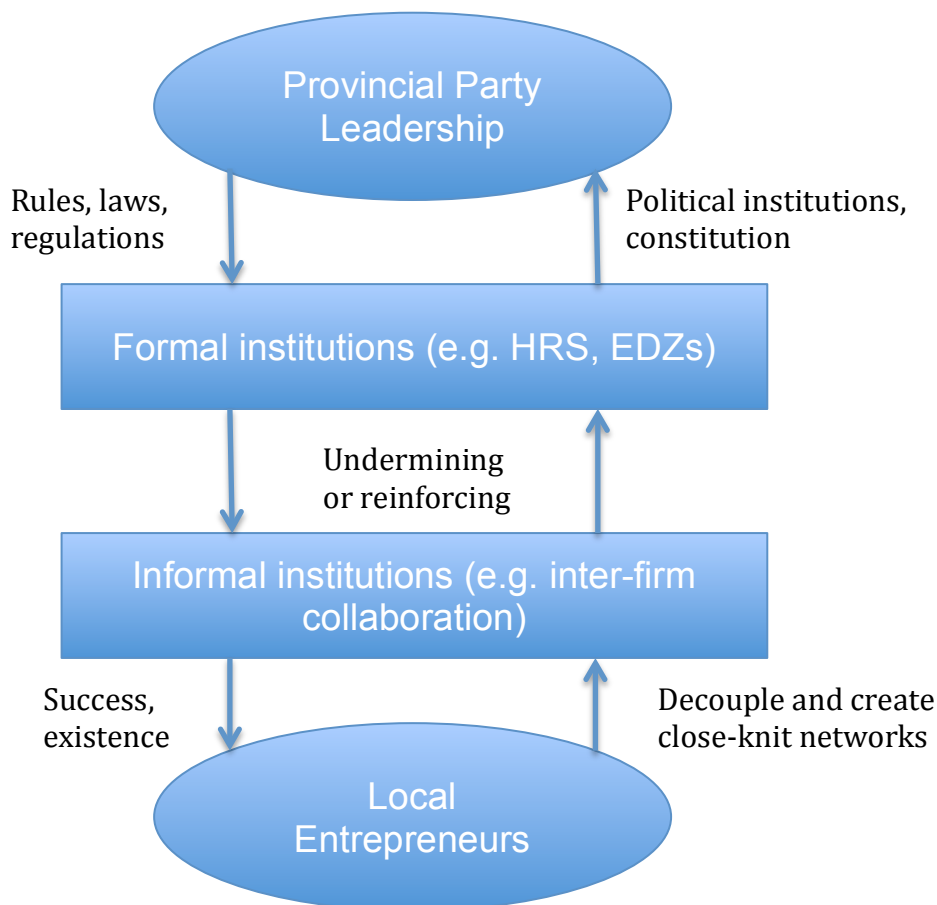 Provincial Party
Leadership
Rules, laws,
regulations
Political institutions,
constitution
Formal institutions (e.g. HRS, EDZs)
Undermining
or reinforcing
Informal institutions (e.g. inter-firm
collaboration)
Success,
existence
Decouple and create
close-knit networks
Local
Entrepreneurs